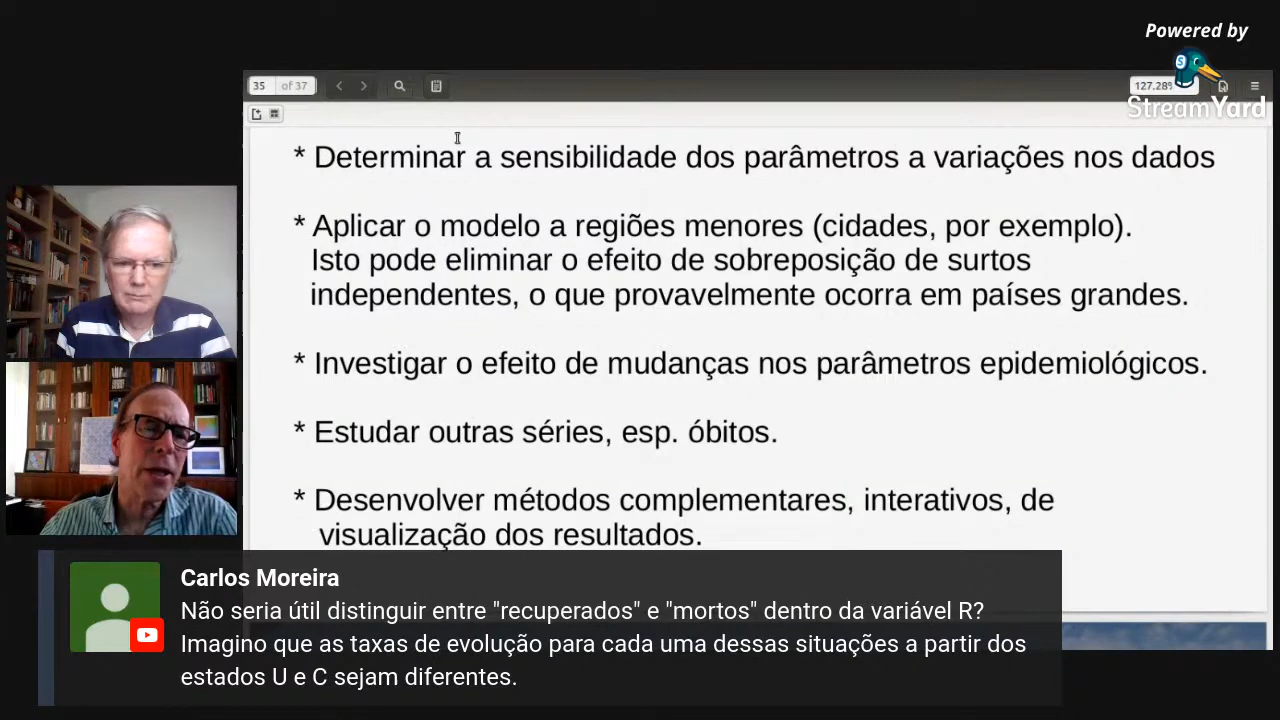 Powered by
StreamYard
35 of 37
127.28%
* Determinar a sensibilidade dos parâmetros a variações nos dados
* Aplicar o modelo a regiões menores (cidades, por exemplo).
Isto pode eliminar o efeito de sobreposição de surtos
independentes, o que provavelmente ocorra em países grandes.
* Investigar o efeito de mudanças nos parâmetros epidemiológicos.
* Estudar outras séries, esp. óbitos.
* Desenvolver métodos complementares, interativos, de
visualização dos resultados.
Carlos Moreira
Não seria útil distinguir entre "recuperados" e "mortos" dentro da variável R?
Imagino que as taxas de evolução para cada uma dessas situações a partir dos
estados U e C sejam diferentes.